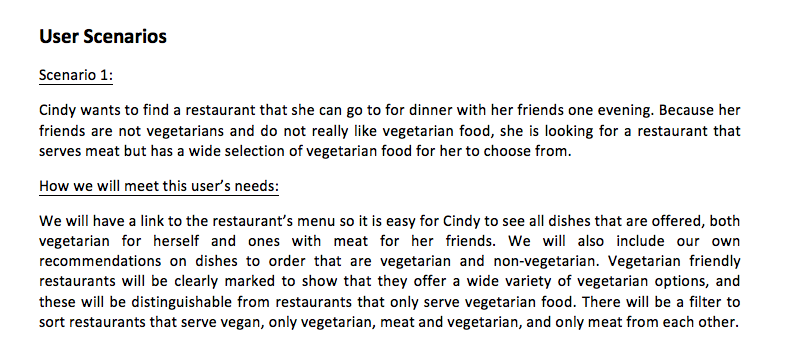 User Scenarios
Scenario 1:
Cindy wants to find a restaurant that she can go to for dinner with her friends one evening. Because her
friends are not vegetarians and do not really like vegetarian food, she is looking for a restaurant that
serves meat but has a wide selection of vegetarian food for her to choose from.
How we will meet this user's needs:
We will have a link to the restaurant's menu so it is easy for Cindy to see all dishes that are offered, both
vegetarian for herself and ones with meat for her friends. We will also include our own
recommendations on dishes to order that are vegetarian and non-vegetarian. Vegetarian friendly
restaurants will be clearly marked to show that they offer a wide variety of vegetarian options, and
these will be distinguishable from restaurants that only serve vegetarian food. There will be a filter to
sort restaurants that serve vegan, only vegetarian, meat and vegetarian, and only meat from each other.